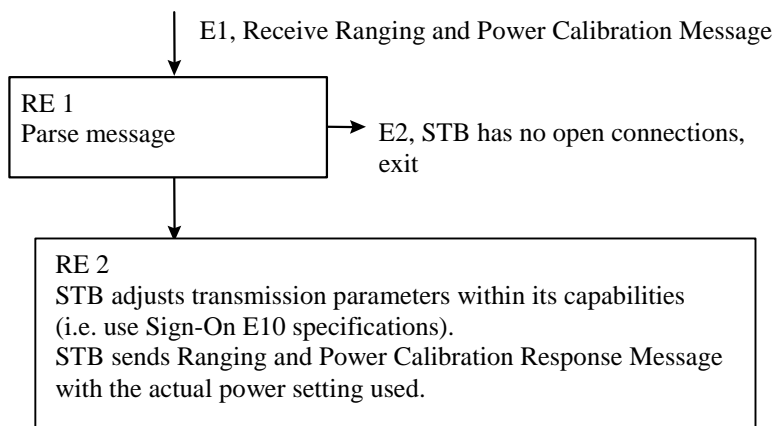 E1, Receive Ranging and Power Calibration Message
RE 1
Parse message
E2, STB has no open connections,
exit
RE 2
STB adjusts transmission parameters within its capabilities
(i.e. use Sign-On E10 specifications).
STB sends Ranging and Power Calibration Response Message
with the actual power setting used.